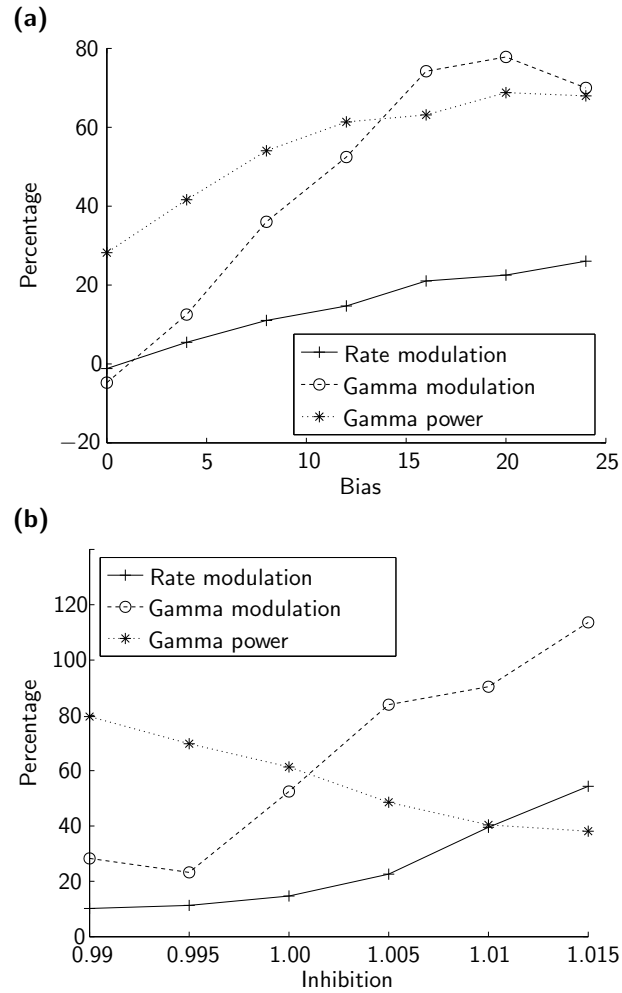 (a)
80
60
40
20
0
−20
Percentage
Rate modulation
Gamma modulation
Gamma power
0 5 10 15 20 25
Bias
(b)
Rate modulation
Gamma modulation
Gamma power
120
100
80
60
40
20
0
Percentage
0.99 0.995 1.00 1.005 1.01 1.015
Inhibition